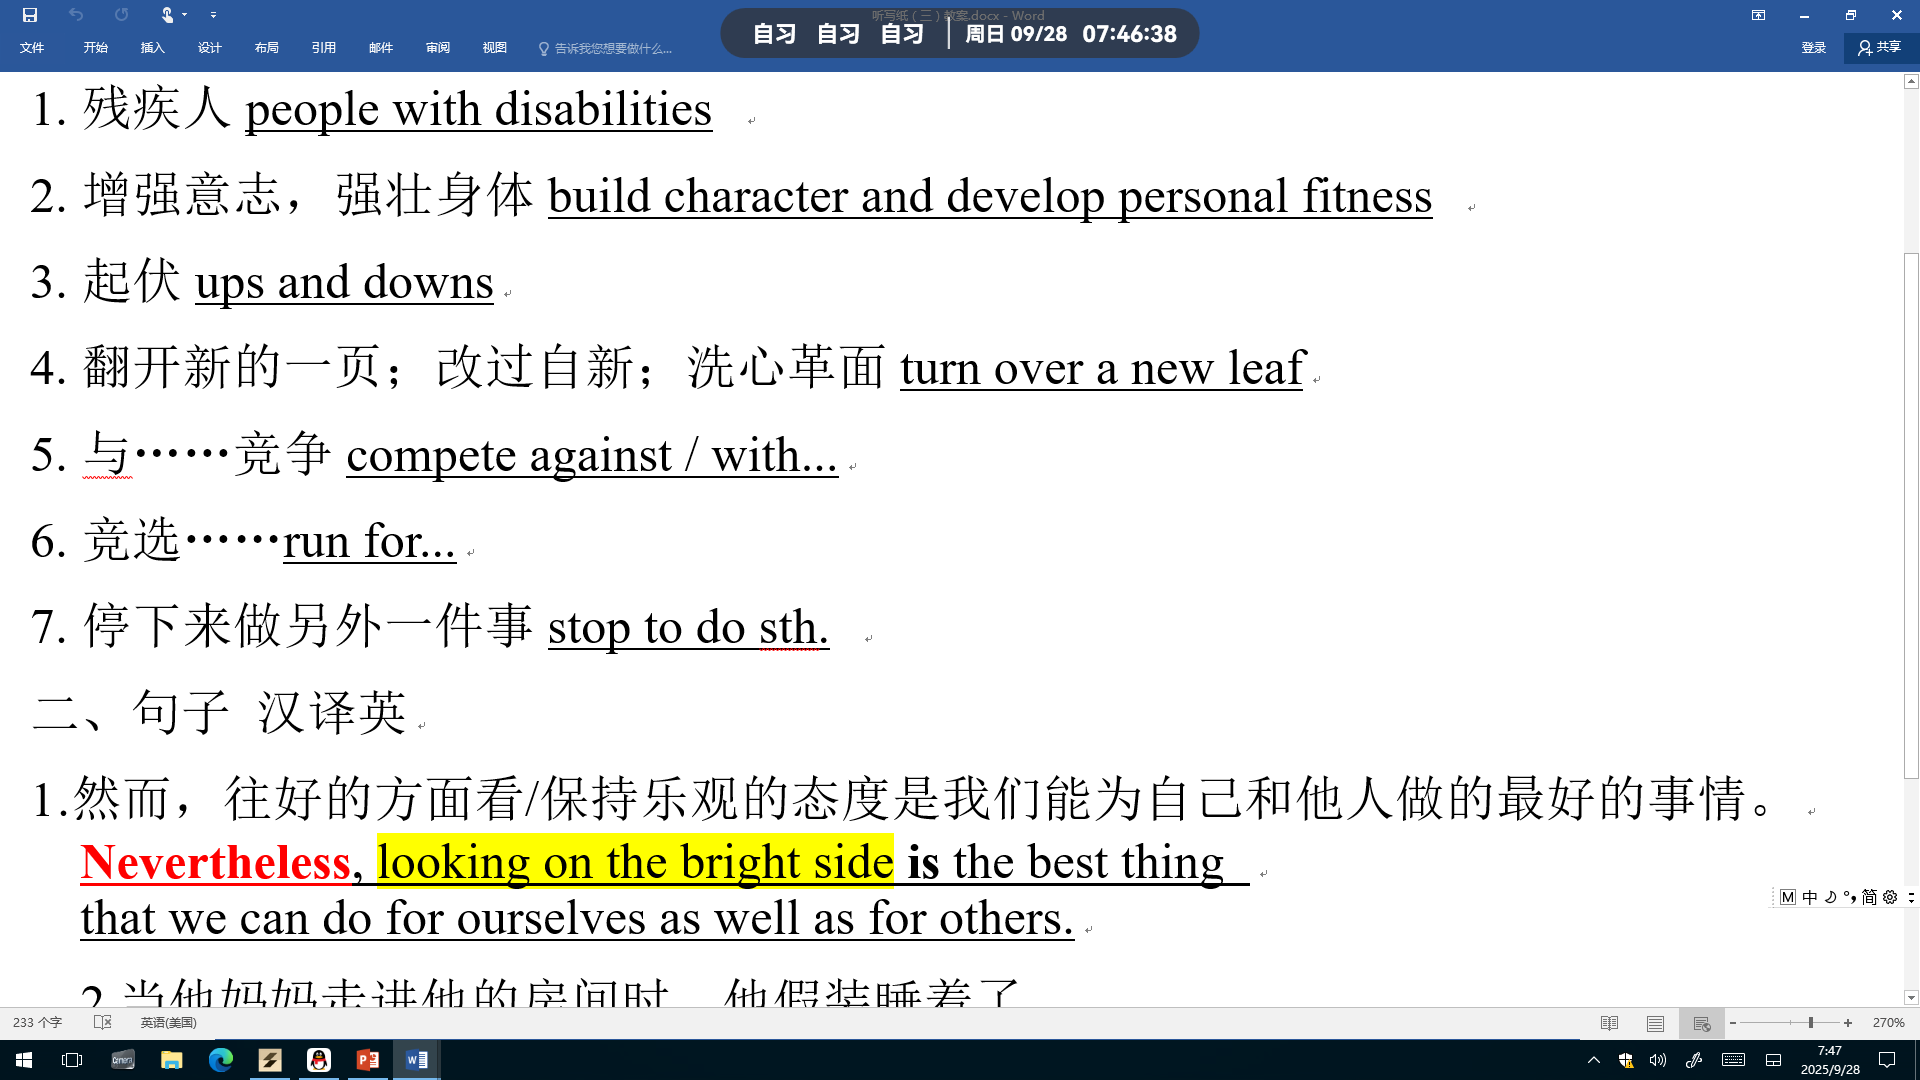 听写纸（三）教案.docx - Word
自习 自习 自习 周日 09/28 07:46:38
文件 开始 插入 设计 布局 引用 邮件 审阅 视图 告诉我您想要做什么... 登录 共享
1. 残疾人 people with disabilities
2. 增强意志，强壮身体 build character and develop personal fitness
3. 起伏 ups and downs
4. 翻开新的一页；改过自新；洗心革面 turn over a new leaf
5. 与……竞争 compete against / with...
6. 竞选……run for...
7. 停下来做另外一件事 stop to do sth.
二、句子 汉译英
1.然而，往好的方面看/保持乐观的态度是我们能为自己和他人做的最好的事情。
Nevertheless, looking on the bright side is the best thing
that we can do for ourselves as well as for others.
M 中 简
2.当他妈妈走进他的房间时，他假装睡着了
233 个字 英语(美国) 270%
7:47
2025/9/28